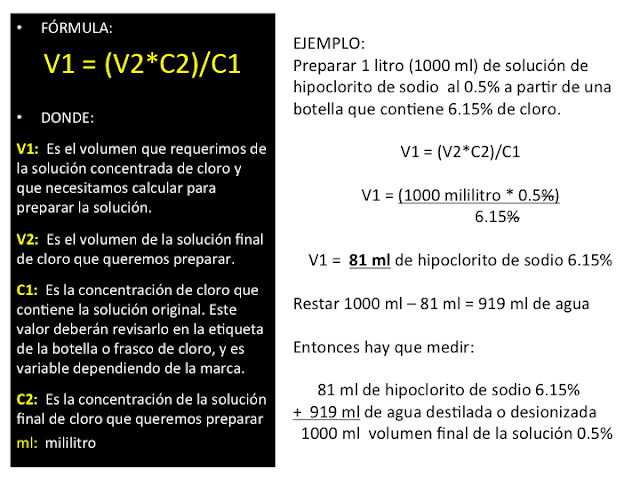 • FÓRMULA:
V1 = (V2*C2)/C1
• DONDE:
V1: Es el volumen que requerimos de
la solución concentrada de cloro y
que necesitamos calcular para
preparar la solución.
V2: Es el volumen de la solución final
de cloro que queremos preparar.
C1: Es la concentración de cloro que
contiene la solución original. Este
valor deberán revisarlo en la etiqueta
de la botella o frasco de cloro, y es
variable dependiendo de la marca.
C2: Es la concentración de la solución
final de cloro que queremos preparar
ml: mililitro
EJEMPLO:
Preparar 1 litro (1000 ml) de solución de
hipoclorito de sodio al 0.5% a partir de una
botella que contiene 6.15% de cloro.
V1 = (V2*C2)/C1
V1 = (1000 mililitro * 0.5%)
6.15%
V1 = 81 ml de hipoclorito de sodio 6.15%
Restar 1000 ml – 81 ml = 919 ml de agua
Entonces hay que medir:
81 ml de hipoclorito de sodio 6.15%
+ 919 ml de agua destilada o desionizada
1000 ml volumen final de la solución 0.5%